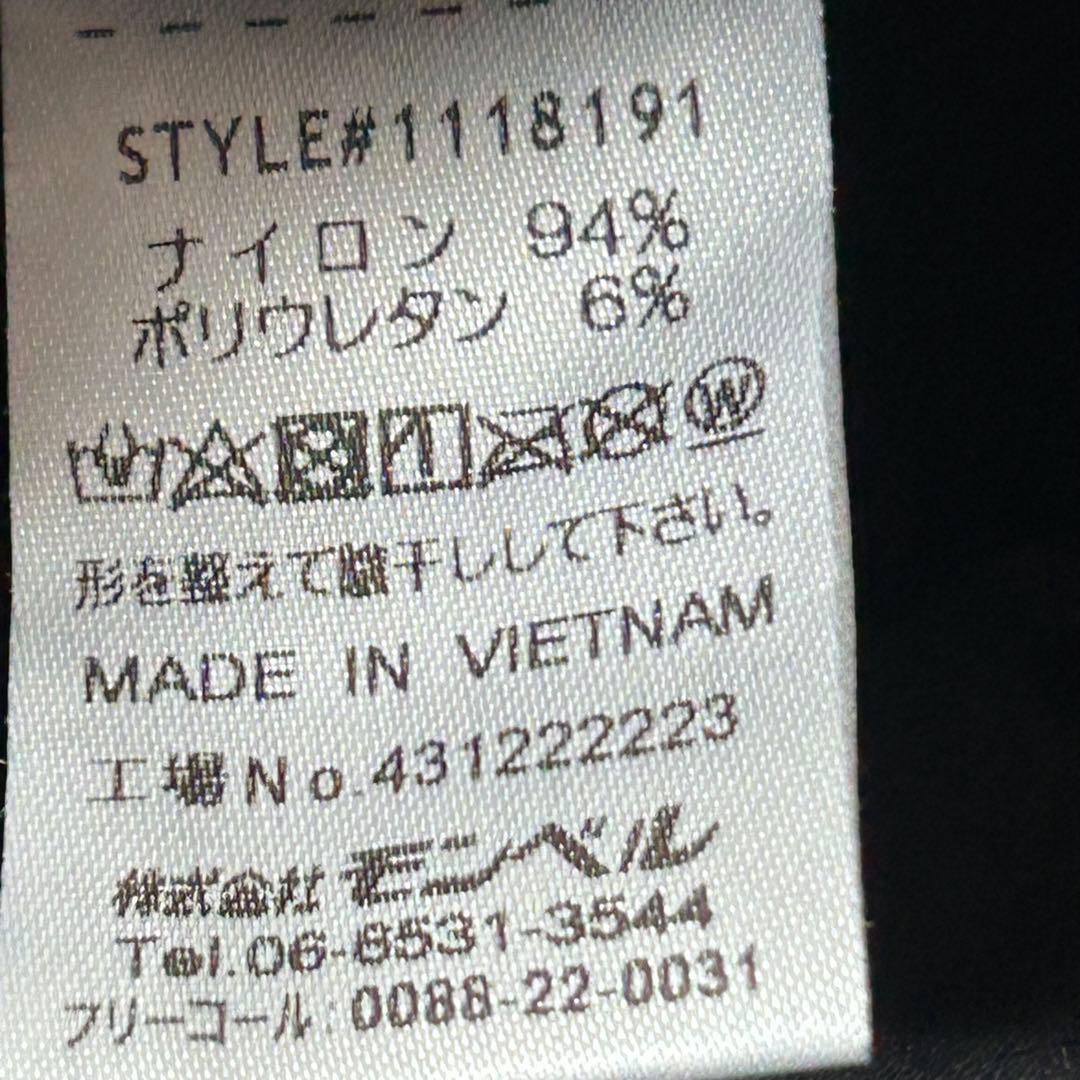 STYLE#1118191
ナイロン 94%
ポリウレタン 6%
W
形を整えて陰干しして下さい。
MADE IN VIETNAM
工場No.431222223
株式会社 モンベル
Tel.06-6531-3544
フリーコール:0088-22-0031